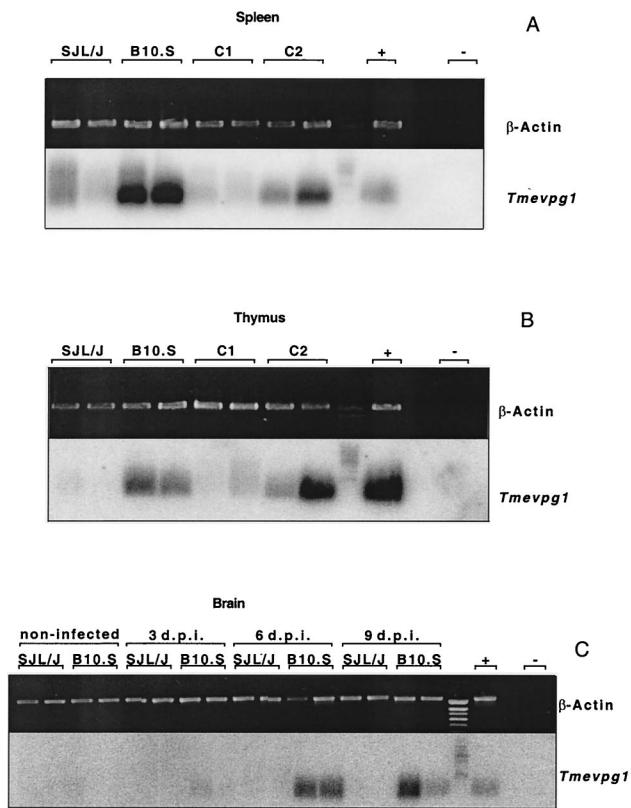 Spleen
A
SJL/J B10.S C1 C2 + -
β-Actin
Tmevpg1
Thymus
B
SJL/J B10.S C1 C2 + -
β-Actin
Tmevpg1
Brain
C
non-infected 3 d.p.i. 6 d.p.i. 9 d.p.i.
SJL/J B10.S SJL/J B10.S SJL/J B10.S SJL/J B10.S + -
β-Actin
Tmevpg1